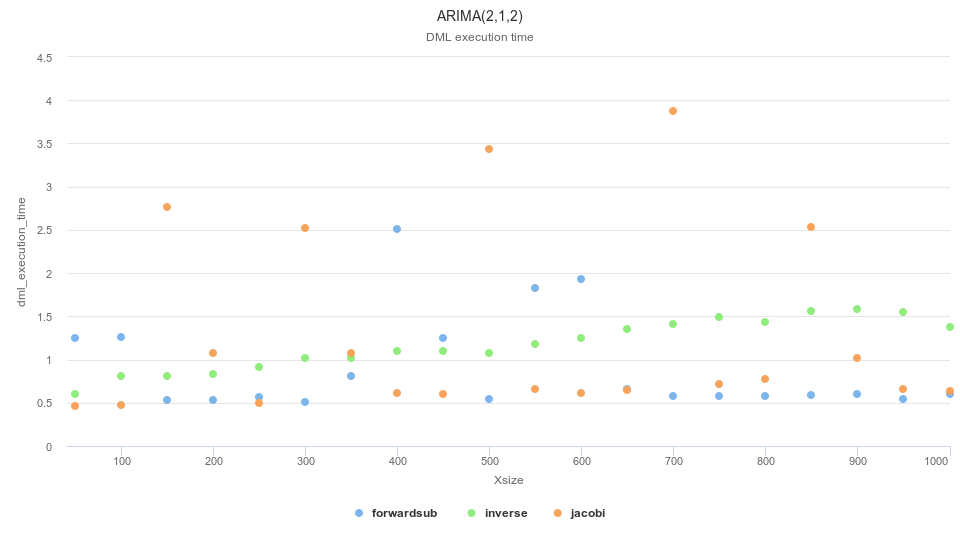 ARIMA(2,1,2)
DML execution time
4.5
4
3.5
3
2.5
2
1.5
1
0.5
0
dml_execution_time
100 200 300 400 500 600 700 800 900 1000
Xsize
forwardsub inverse jacobi